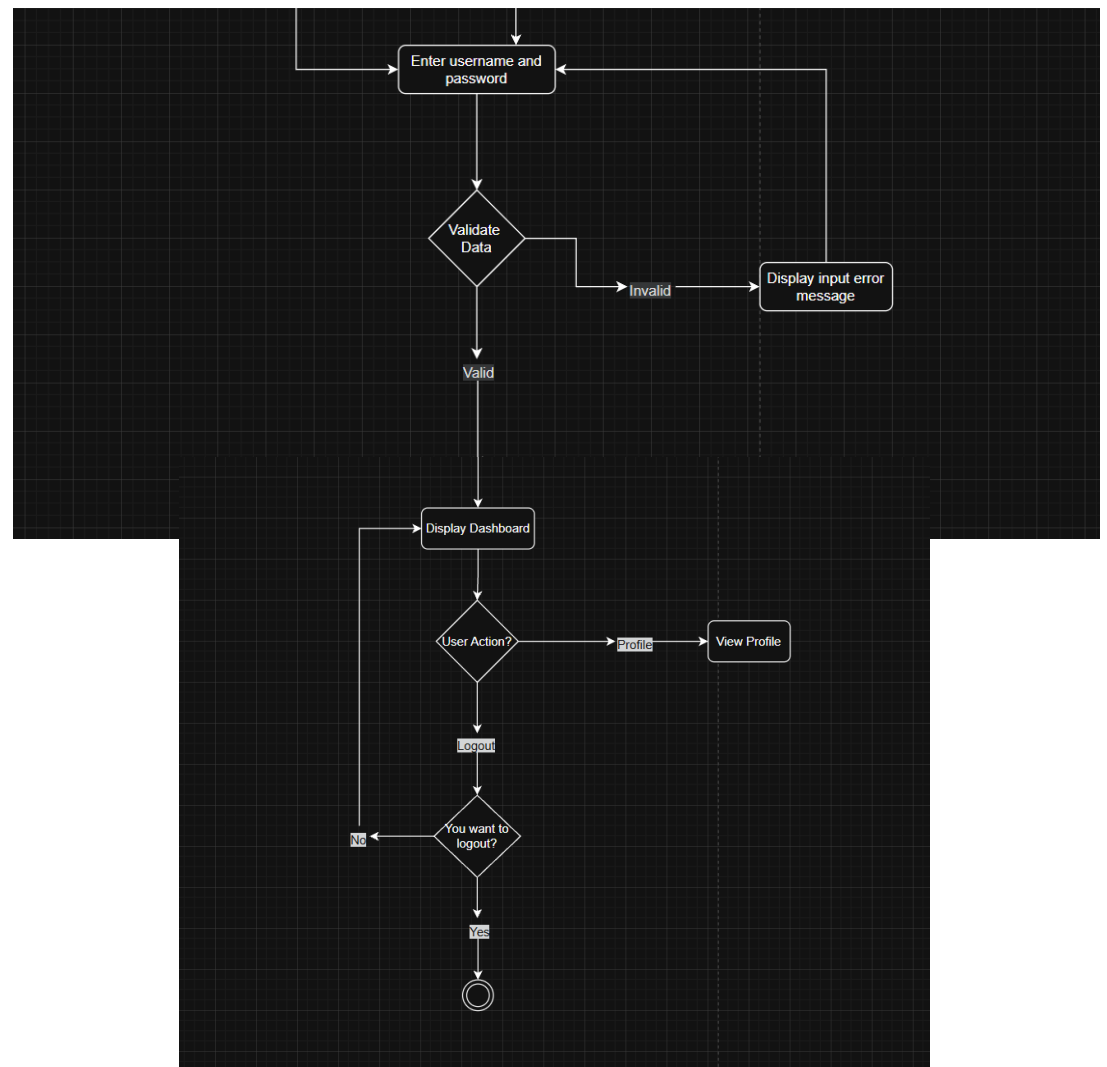 Enter username and
password
Validate
Data
Invalid
Display input error
message
Valid
Display Dashboard
User Action?
Profile
View Profile
Logout
You want to
logout?
No
Yes